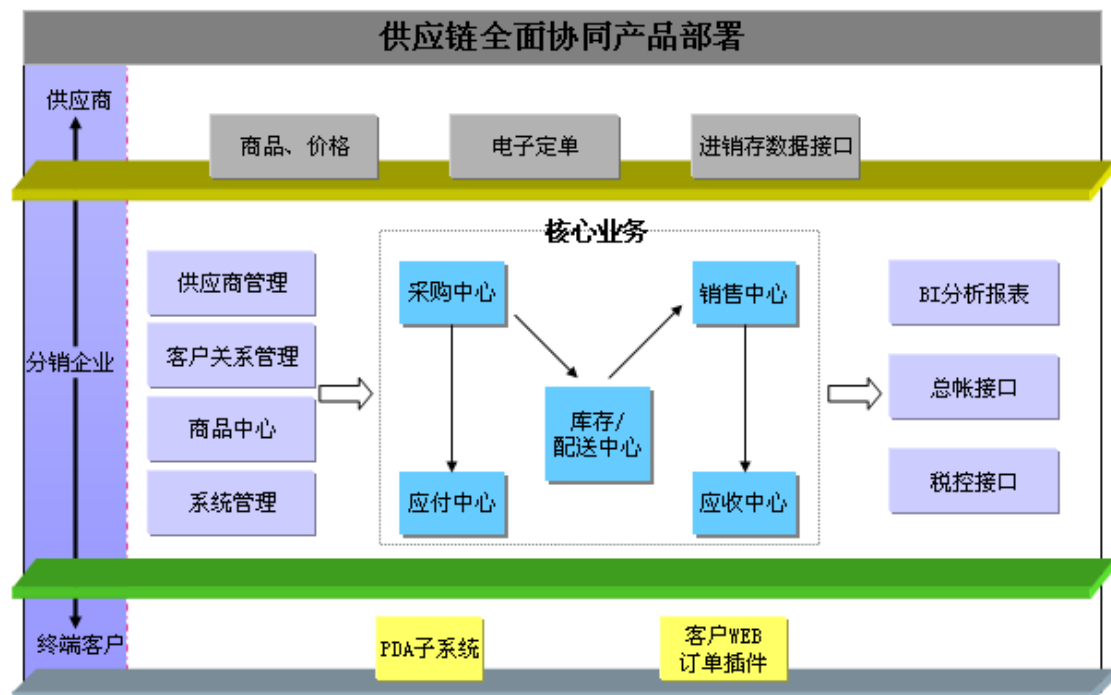 供应链全面协同产品部署
供应商
商品、价格
电子定单
进销存数据接口
核心业务
供应商管理
采购中心
销售中心
BI分析报表
客户关系管理
分销企业
总帐接口
商品中心
库存/
配送中心
系统管理
应付中心
应收中心
税控接口
终端客户
PDA子系统
客户WEB
订单插件